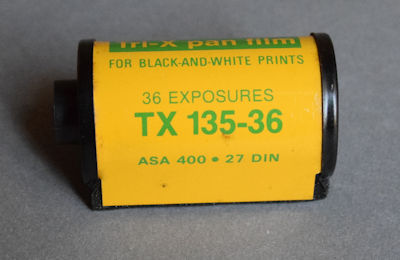 Tri-X pan film
FOR BLACK-AND-WHITE PRINTS
36 EXPOSURES
TX 135-36
ASA 400 • 27 DIN